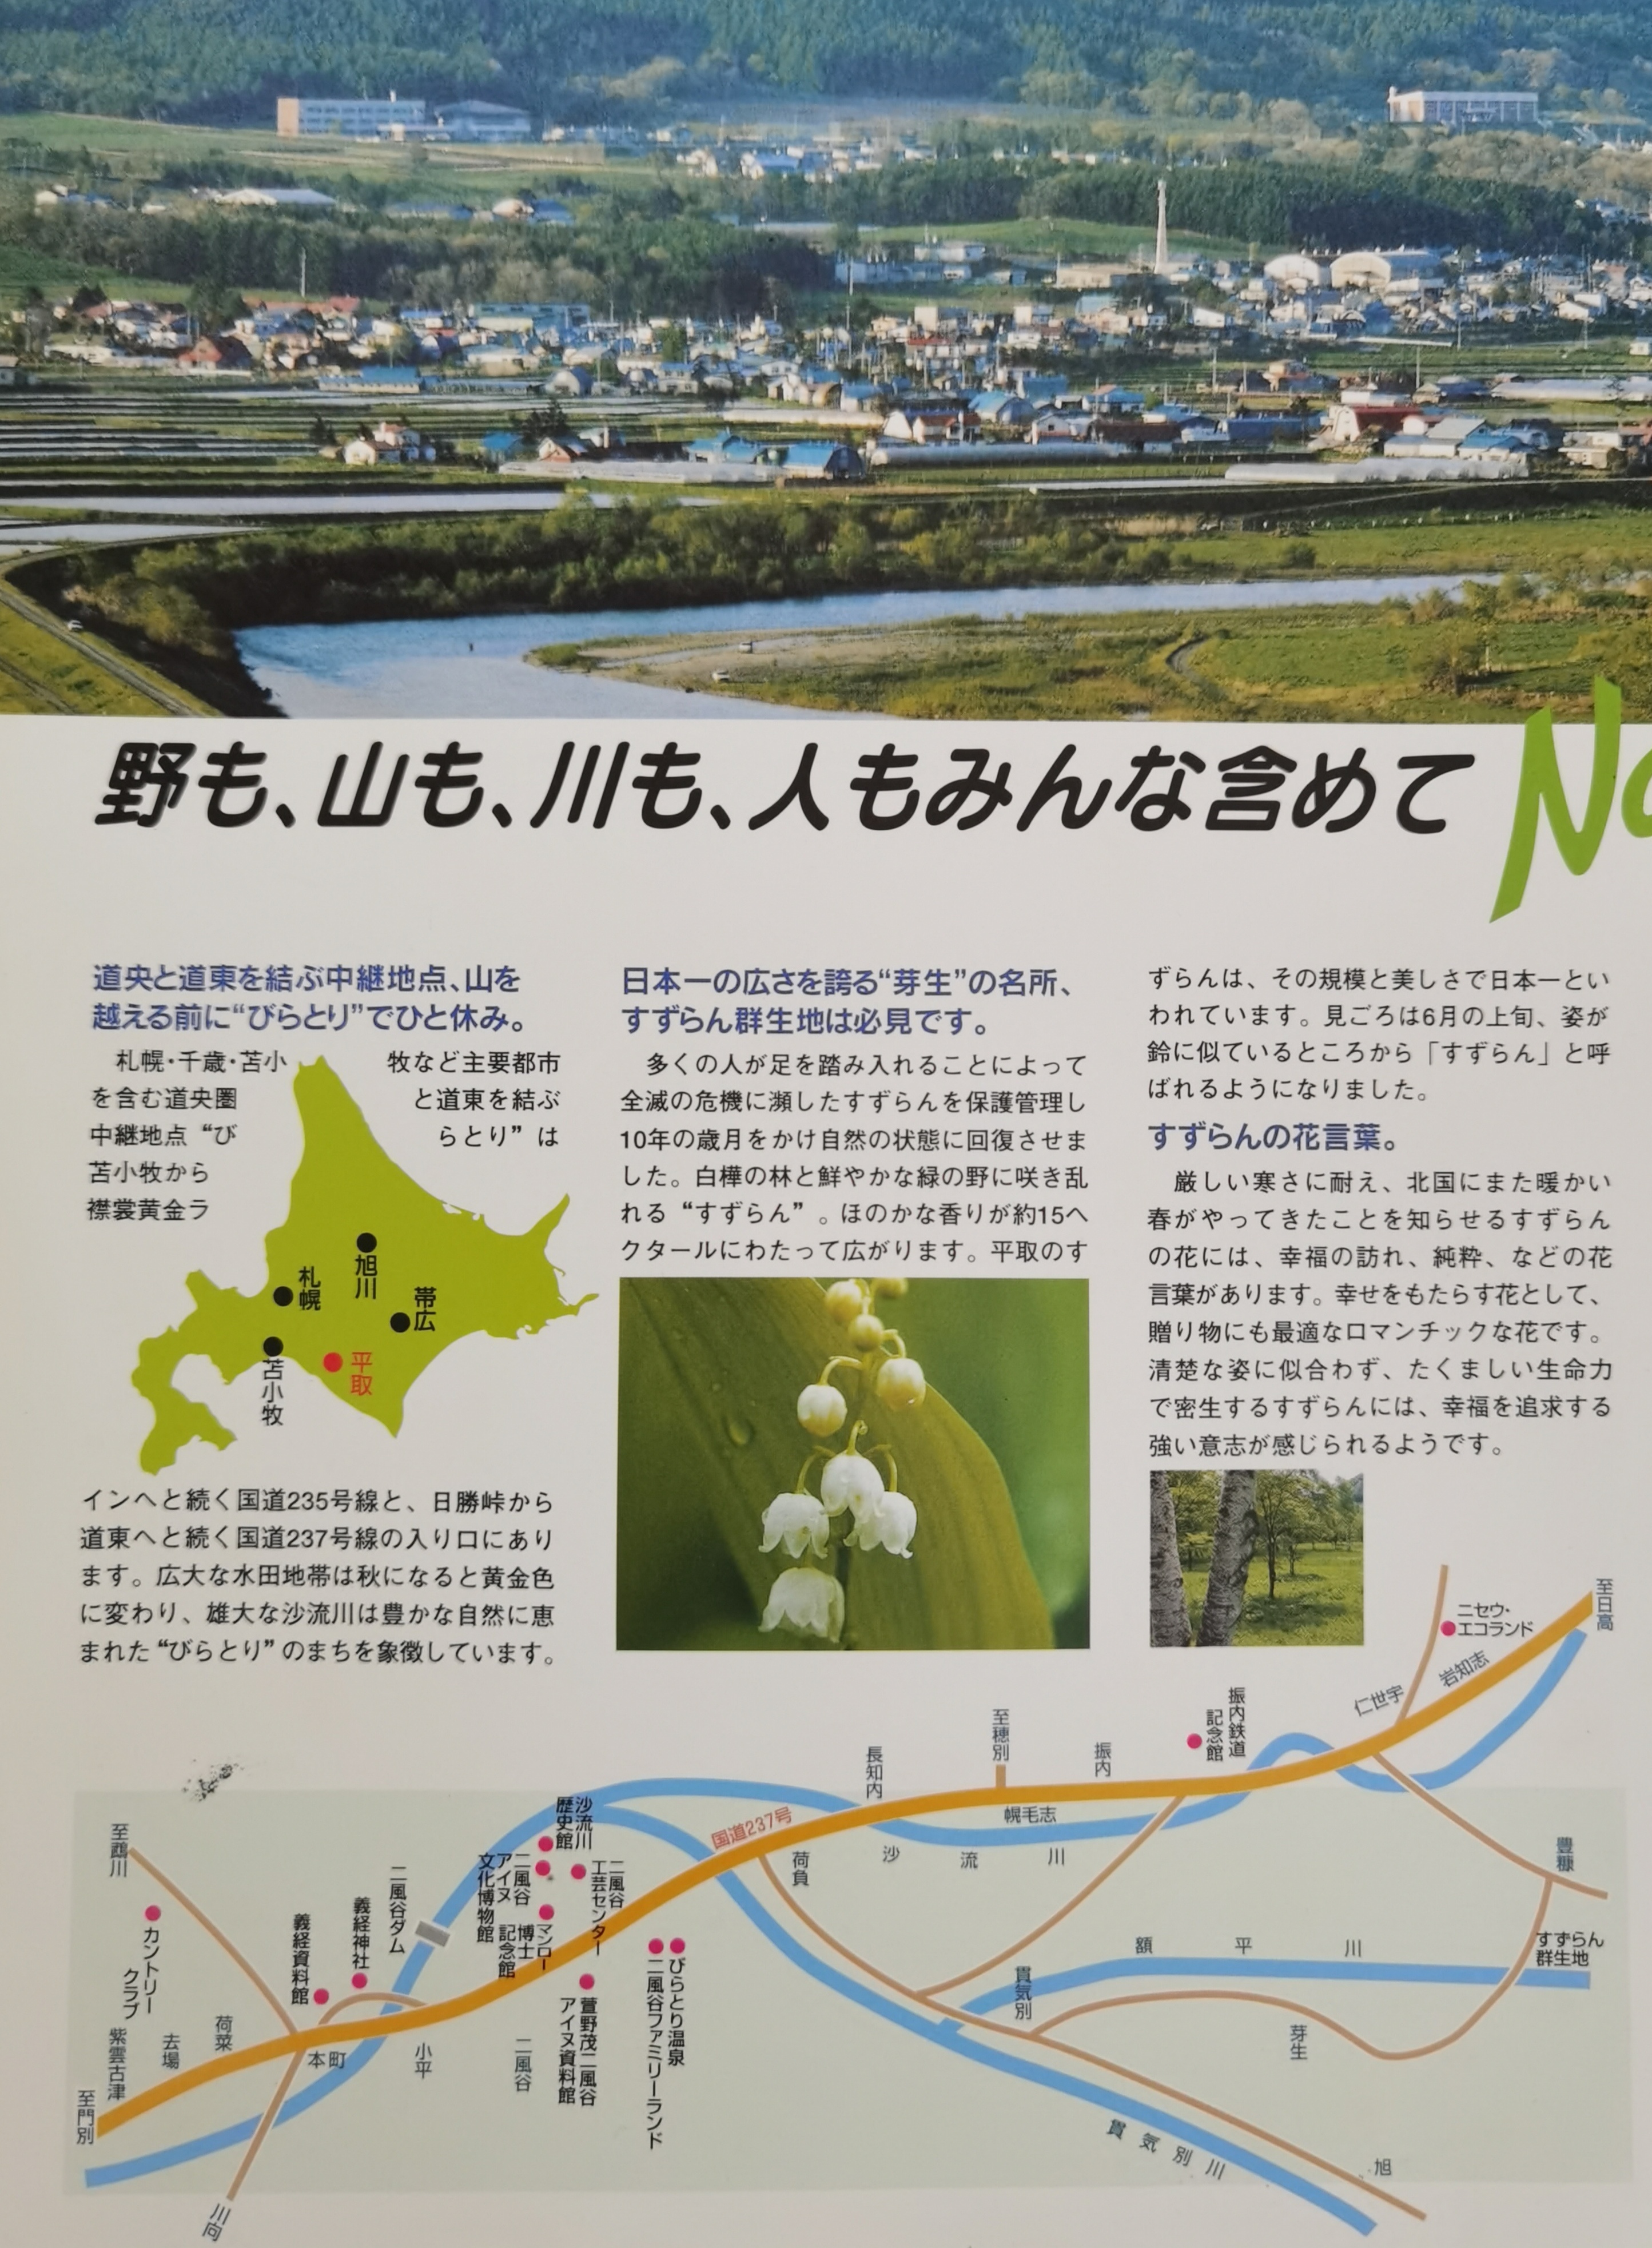 野も、山も、川も、人もみんな含めて
道央と道東を結ぶ中継地点、山を
越える前に“びらとり”でひと休み。
札幌・千歳・苫小牧など主要都市
を含む道央圏と道東を結ぶ
中継地点“びらとり”は
苫小牧から
襟裳黄金ラ
旭川
札幌
帯広
苫小牧
平取
インへと続く国道235号線と、日勝峠から
道東へと続く国道237号線の入り口にあり
ます。広大な水田地帯は秋になると黄金色
に変わり、雄大な沙流川は豊かな自然に恵
まれた“びらとり”のまちを象徴しています。
日本一の広さを誇る“芽生”の名所、
すずらん群生地は必見です。
多くの人が足を踏み入れることによって
全滅の危機に瀕したすずらんを保護管理し
10年の歳月をかけ自然の状態に回復させま
した。白樺の林と鮮やかな緑の野に咲き乱
れる“すずらん”。ほのかな香りが約15ヘ
クタールにわたって広がります。平取のす
ずらんは、その規模と美しさで日本一とい
われています。見ごろは6月の上旬、姿が
鈴に似ているところから「すずらん」と呼
ばれるようになりました。
すずらんの花言葉。
厳しい寒さに耐え、北国にまた暖かい
春がやってきたことを知らせるすずらん
の花には、幸福の訪れ、純粋、などの花
言葉があります。幸せをもたらす花として、
贈り物にも最適なロマンチックな花です。
清楚な姿に似合わず、たくましい生命力
で密生するすずらんには、幸福を追求する
強い意志が感じられるようです。
至日高
ニセウ・
エコランド
岩知志
仁世宇
振内鉄道
記念館
至穂別
振内
長知内
幌毛志
国道237号
沙流川
荷負
豊糠
すずらん
群生地
額平川
貫気別
芽生
貫気別川
旭
沙流川
歴史館
二風谷
アイヌ
文化博物館
二風谷
工芸センター
マンロー
博士
記念館
二風谷ダム
義経神社
義経資料館
至鵡川
カントリー
クラブ
荷菜
去場
紫雲古津
至門別
本町
小平
二風谷
萱野茂二風谷
アイヌ資料館
びらとり温泉
二風谷ファミリーランド
川向